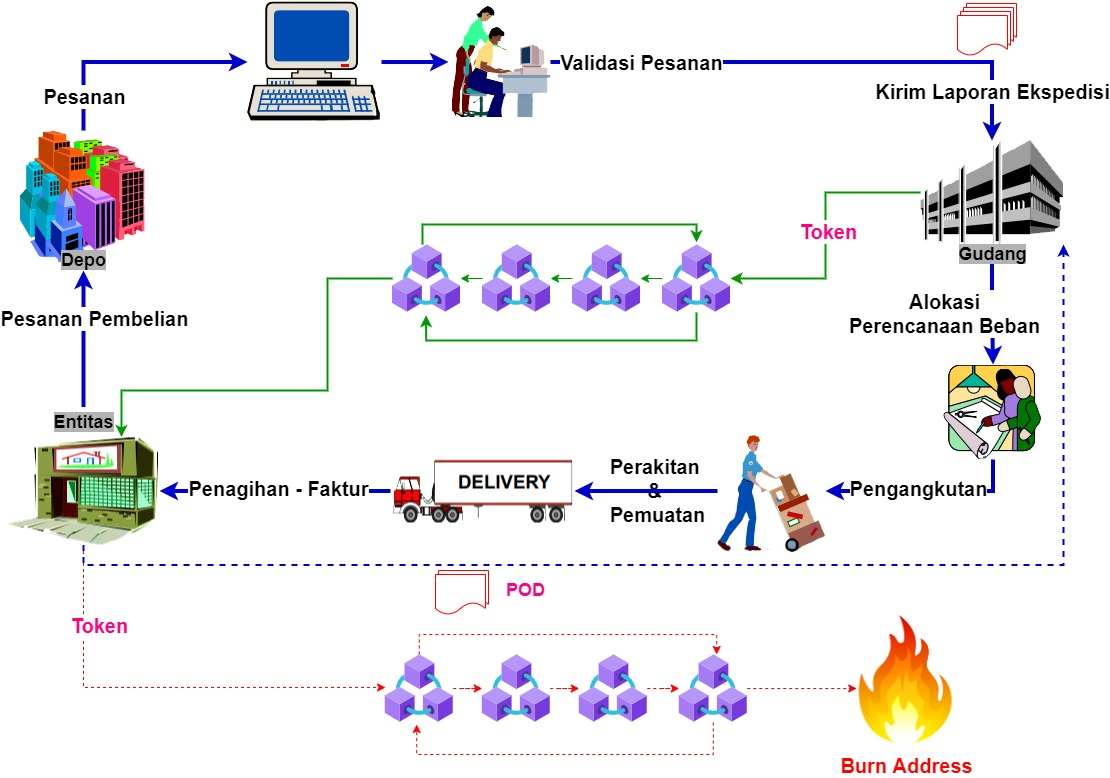 Validasi Pesanan
Pesanan
Kirim Laporan Ekspedisi
Token
Depo
Gudang
Pesanan Pembelian
Alokasi
Perencanaan Beban
Entitas
Penagihan - Faktur
DELIVERY
Perakitan
&
Pemuatan
Pengangkutan
POD
Token
Burn Address